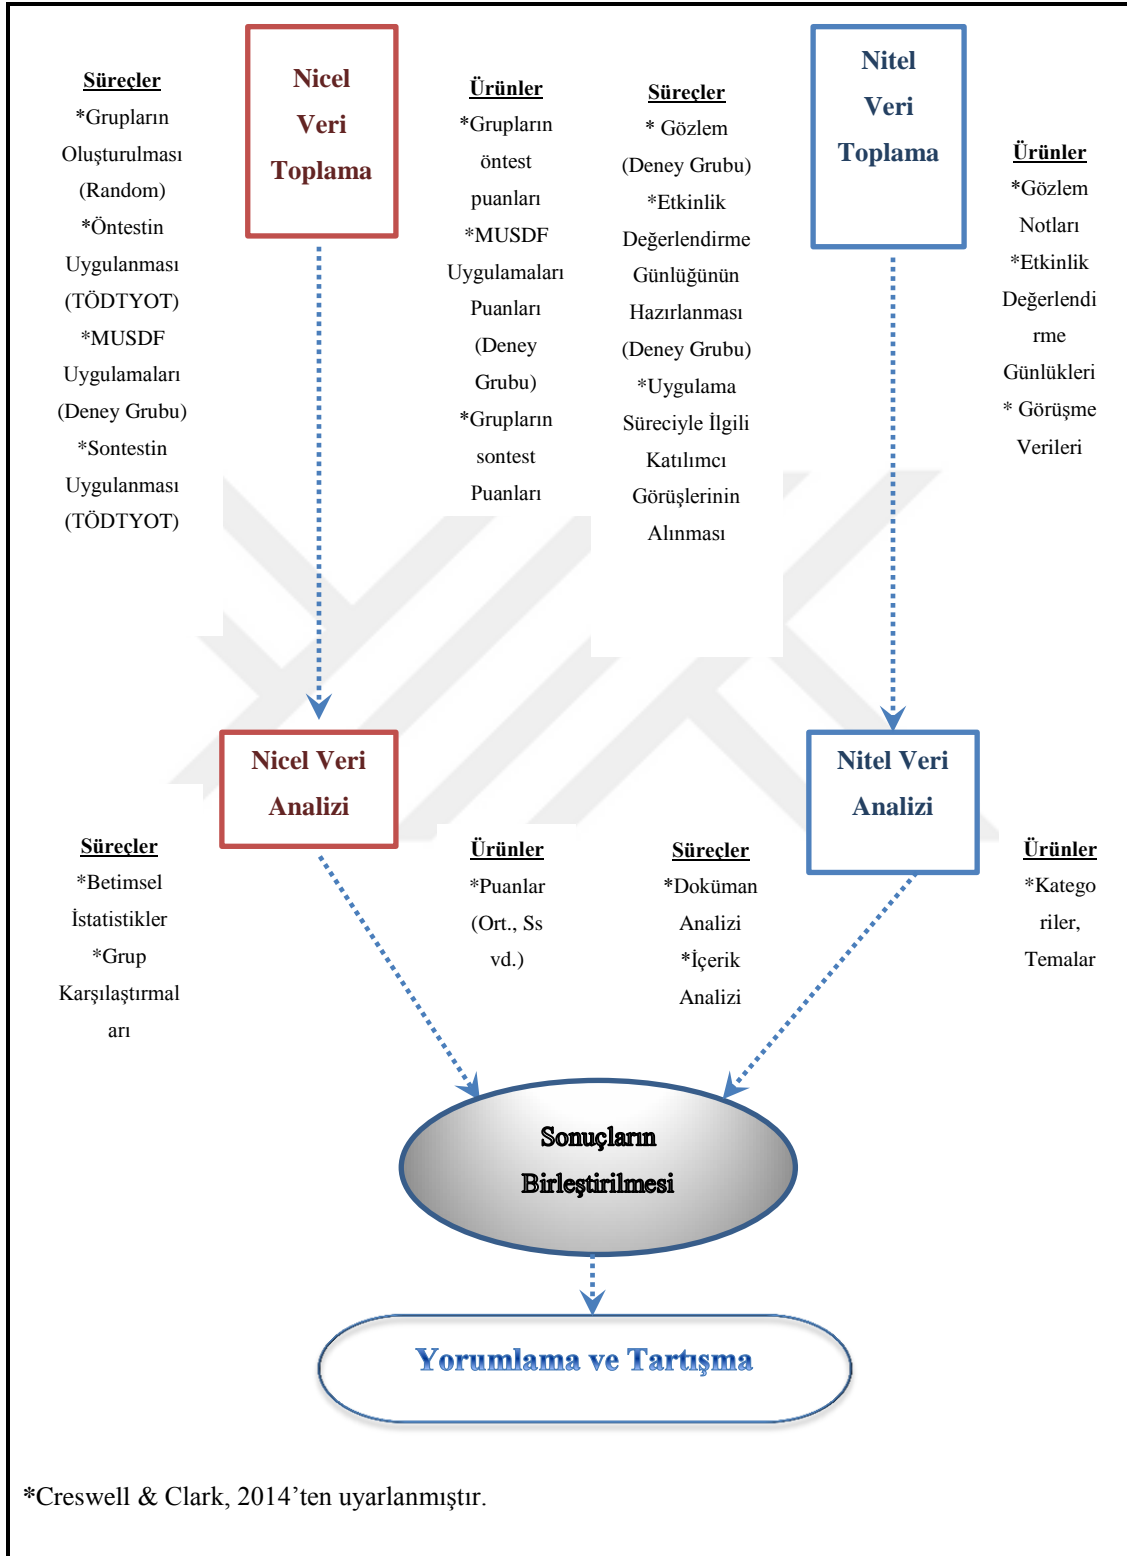 Süreçler
*Grupların
Oluşturulması
(Random)
*Öntestin
Uygulanması
(TÖDTYOT)
*MUSDF
Uygulamaları
(Deney Grubu)
*Sontestin
Uygulanması
(TÖDTYOT)
Nicel
Veri
Toplama
Ürünler
*Grupların
öntest
puanları
*MUSDF
Uygulamaları
Puanları
(Deney
Grubu)
*Grupların
sontest
Puanları
Süreçler
* Gözlem
(Deney Grubu)
*Etkinlik
Değerlendirme
Günlüğünün
Hazırlanması
(Deney Grubu)
*Uygulama
Süreciyle İlgili
Katılımcı
Görüşlerinin
Alınması
Nitel
Veri
Toplama
Ürünler
*Gözlem
Notları
*Etkinlik
Değerlendi
rme
Günlükleri
* Görüşme
Verileri
Nicel Veri
Analizi
Nitel Veri
Analizi
Süreçler
*Betimsel
İstatistikler
*Grup
Karşılaştırmal
arı
Ürünler
*Puanlar
(Ort., Ss
vd.)
Süreçler
*Doküman
Analizi
*İçerik
Analizi
Ürünler
*Katego
riler,
Temalar
Sonuçların
Birleştirilmesi
Yorumlama ve Tartışma
*Creswell & Clark, 2014’ten uyarlanmıştır.